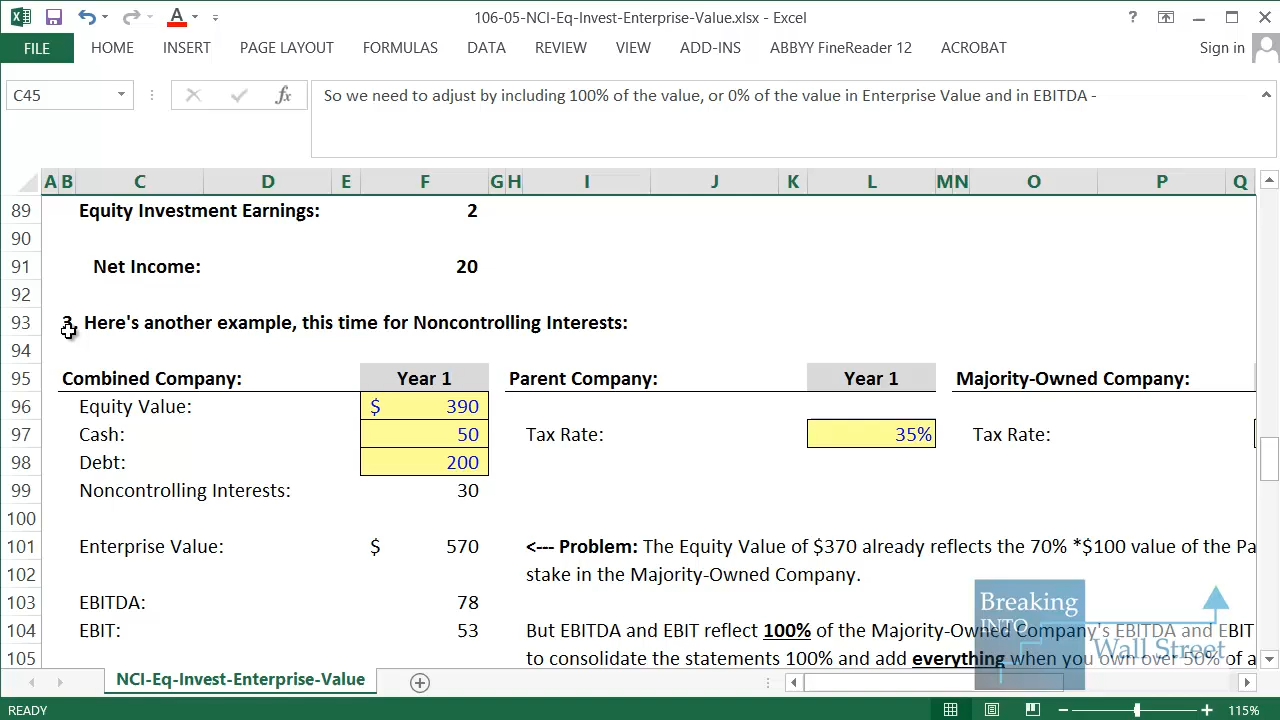 106-05-NCI-Eq-Invest-Enterprise-Value.xlsx - Excel
FILE HOME INSERT PAGE LAYOUT FORMULAS DATA REVIEW VIEW ADD-INS ABBYY FineReader 12 ACROBAT Sign in
C45 fx So we need to adjust by including 100% of the value, or 0% of the value in Enterprise Value and in EBITDA -
A B C D E F G H I J K L M N O P Q
89 Equity Investment Earnings: 2
90
91 Net Income: 20
92
93 3. Here's another example, this time for Noncontrolling Interests:
94
95 Combined Company: Year 1 Parent Company: Year 1 Majority-Owned Company:
96 Equity Value: $ 390
97 Cash: 50 Tax Rate: 35% Tax Rate:
98 Debt: 200
99 Noncontrolling Interests: 30
100
101 Enterprise Value: $ 570 <--- Problem: The Equity Value of $370 already reflects the 70% *$100 value of the Pa
102 stake in the Majority-Owned Company.
103 EBITDA: 78
104 EBIT: 53 But EBITDA and EBIT reflect 100% of the Majority-Owned Company's EBITDA and EBIT
105 to consolidate the statements 100% and add everything when you own over 50% of a
Breaking
INTO
Wall Street
NCI-Eq-Invest-Enterprise-Value
READY 115%